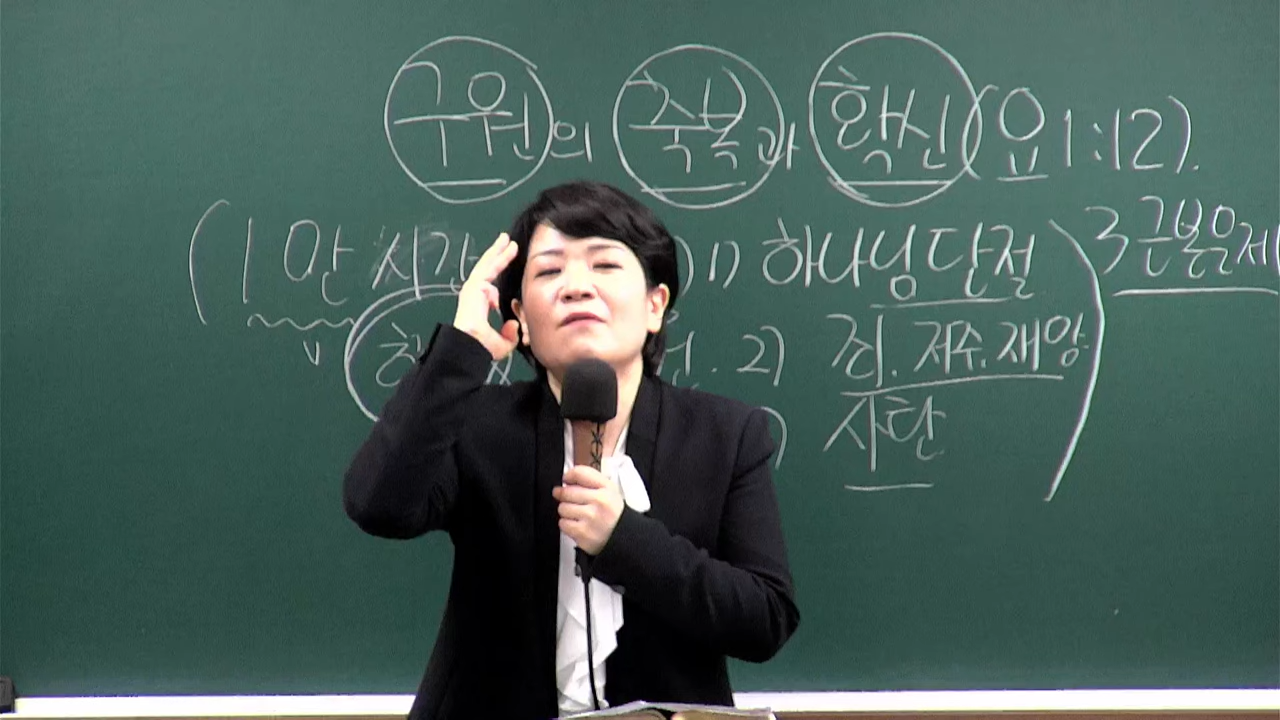 구원의 축복과 확신(요 1:12).
(1만 시간 )1) 하나님 단절 ) 3근본문제
2) 죄. 저주. 재앙
) 사탄